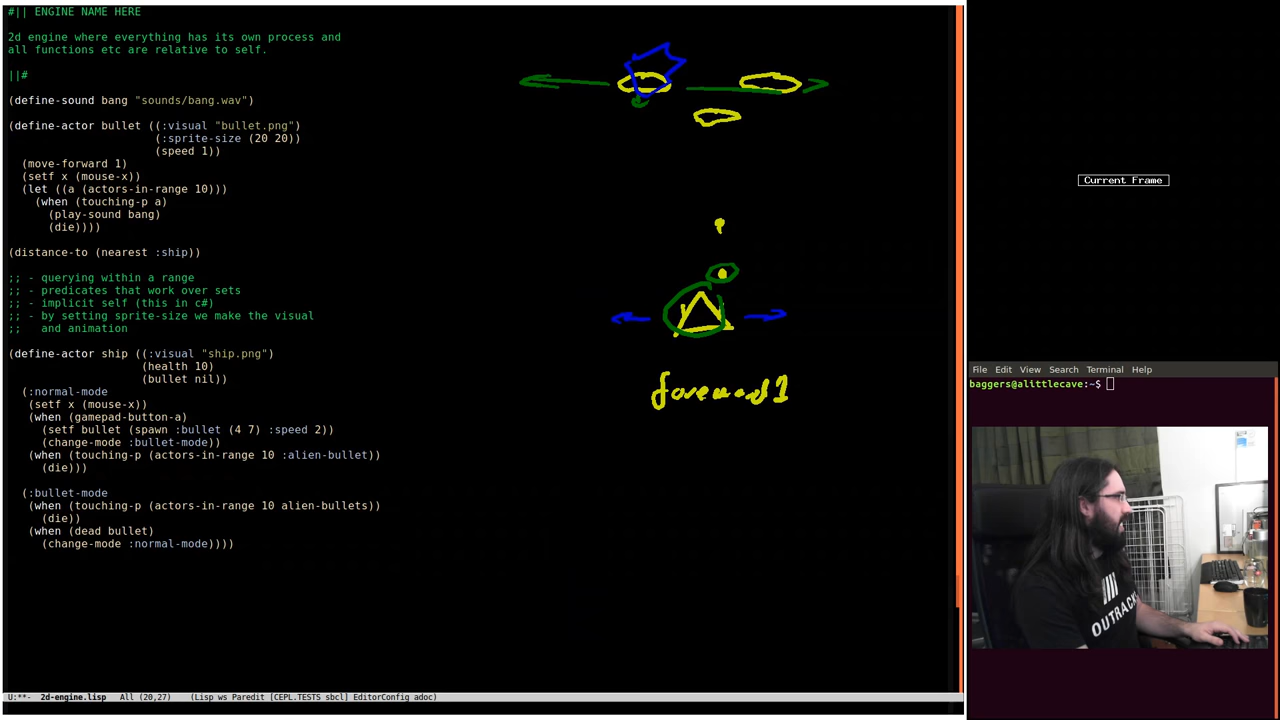 #|| ENGINE NAME HERE
2d engine where everything has its own process and
all functions etc are relative to self.
||#
(define-sound bang "sounds/bang.wav")
(define-actor bullet ((:visual "bullet.png")
(:sprite-size (20 20))
(speed 1))
(move-forward 1)
(setf x (mouse-x))
(let ((a (actors-in-range 10)))
(when (touching-p a)
(play-sound bang)
(die))))
(distance-to (nearest :ship))
;; - querying within a range
;; - predicates that work over sets
;; - implicit self (this in c#)
;; - by setting sprite-size we make the visual
;;   and animation
(define-actor ship ((:visual "ship.png")
(health 10)
(bullet nil))
(:normal-mode
(setf x (mouse-x))
(when (gamepad-button-a)
(setf bullet (spawn :bullet (4 7) :speed 2))
(change-mode :bullet-mode))
(when (touching-p (actors-in-range 10 :alien-bullet))
(die)))
(:bullet-mode
(when (touching-p (actors-in-range 10 alien-bullets))
(die))
(when (dead bullet)
(change-mode :normal-mode))))
U:**-  2d-engine.lisp   All (20,27)    (Lisp ws Paredit [CEPL.TESTS sbcl] EditorConfig adoc)
Current Frame
File Edit View Search Terminal Help
baggers@alittlecave:~$
OUTRACKS